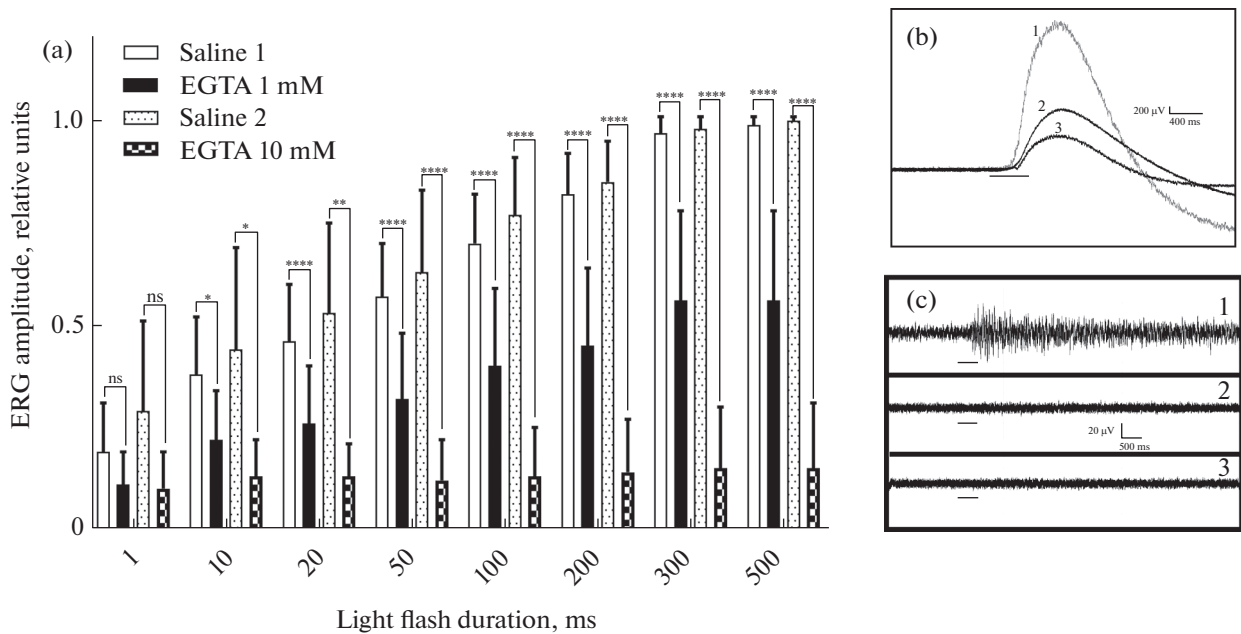 (a)
Saline 1
EGTA 1 mM
Saline 2
EGTA 10 mM
ERG amplitude, relative units
1.0
0.5
0
ns
ns
*
*
****
**
****
****
****
****
****
****
****
****
****
****
1
10
20
50
100
200
300
500
Light flash duration, ms
(b)
1
2
3
200 μV
400 ms
(c)
1
2
20 μV
500 ms
3